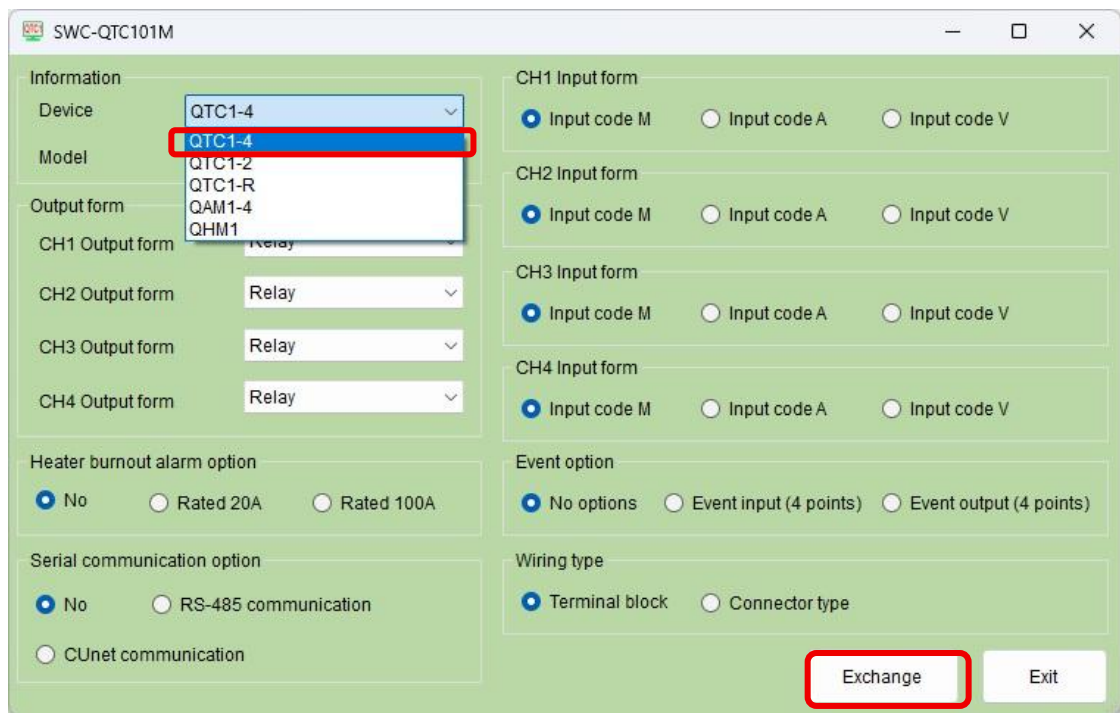 SWC-QTC101M
Information
Device
QTC1-4
QTC1-4
Model
QTC1-2
QTC1-R
QAM1-4
QHM1
Output form
CH1 Output form Relay
CH2 Output form Relay
CH3 Output form Relay
CH4 Output form Relay
Heater burnout alarm option
No Rated 20A Rated 100A
Serial communication option
No RS-485 communication
CUnet communication
CH1 Input form
Input code M Input code A Input code V
CH2 Input form
Input code M Input code A Input code V
CH3 Input form
Input code M Input code A Input code V
CH4 Input form
Input code M Input code A Input code V
Event option
No options Event input (4 points) Event output (4 points)
Wiring type
Terminal block Connector type
Exchange Exit